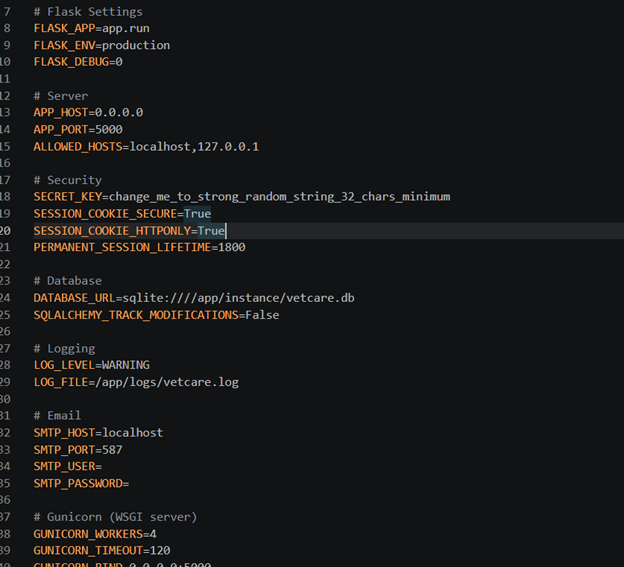 7 # Flask Settings
8 FLASK_APP=app.run
9 FLASK_ENV=production
10 FLASK_DEBUG=0
11
12 # Server
13 APP_HOST=0.0.0.0
14 APP_PORT=5000
15 ALLOWED_HOSTS=localhost,127.0.0.1
16
17 # Security
18 SECRET_KEY=change_me_to_strong_random_string_32_chars_minimum
19 SESSION_COOKIE_SECURE=True
20 SESSION_COOKIE_HTTPONLY=True
21 PERMANENT_SESSION_LIFETIME=1800
22
23 # Database
24 DATABASE_URL=sqlite:////app/instance/vetcare.db
25 SQLALCHEMY_TRACK_MODIFICATIONS=False
26
27 # Logging
28 LOG_LEVEL=WARNING
29 LOG_FILE=/app/logs/vetcare.log
30
31 # Email
32 SMTP_HOST=localhost
33 SMTP_PORT=587
34 SMTP_USER=
35 SMTP_PASSWORD=
36
37 # Gunicorn (WSGI server)
38 GUNICORN_WORKERS=4
39 GUNICORN_TIMEOUT=120
40 GUNICORN_BIND=0.0.0.0:5000